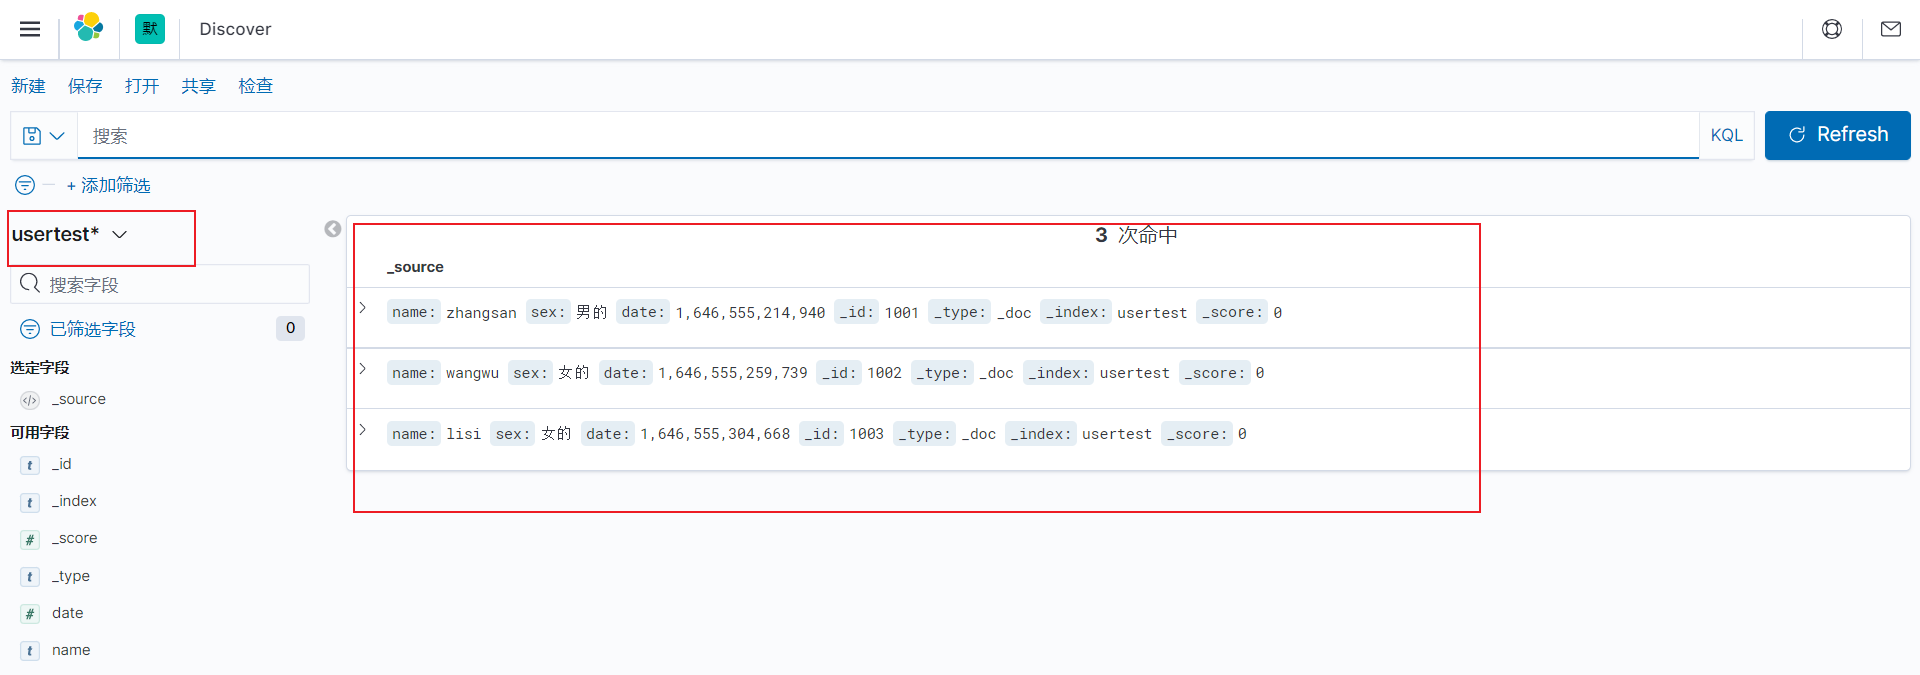 默 Discover
新建 保存 打开 共享 检查
搜索 KQL Refresh
+ 添加筛选
usertest*
3 次命中
_source
搜索字段
name: zhangsan sex: 男的 date: 1,646,555,214,940 _id: 1001 _type: _doc _index: usertest _score: 0
已筛选字段 0
选定字段
name: wangwu sex: 女的 date: 1,646,555,259,739 _id: 1002 _type: _doc _index: usertest _score: 0
_source
可用字段
name: lisi sex: 女的 date: 1,646,555,304,668 _id: 1003 _type: _doc _index: usertest _score: 0
t _id
t _index
# _score
t _type
# date
t name